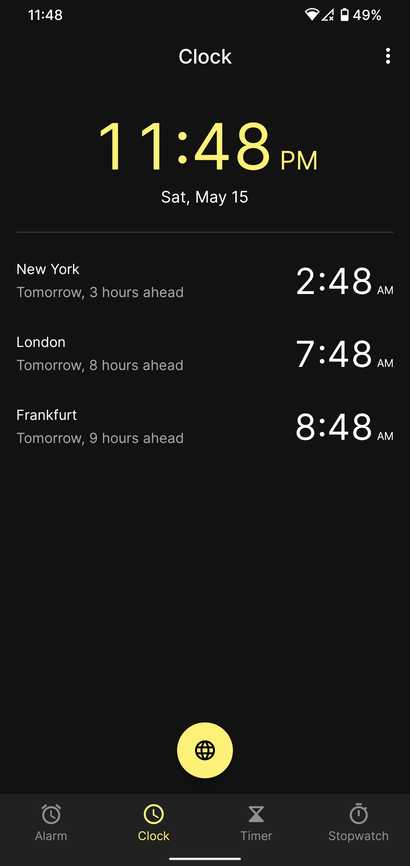 11:48
49%
Clock
11:48 PM
Sat, May 15
New York
Tomorrow, 3 hours ahead
2:48 AM
London
Tomorrow, 8 hours ahead
7:48 AM
Frankfurt
Tomorrow, 9 hours ahead
8:48 AM
Alarm
Clock
Timer
Stopwatch